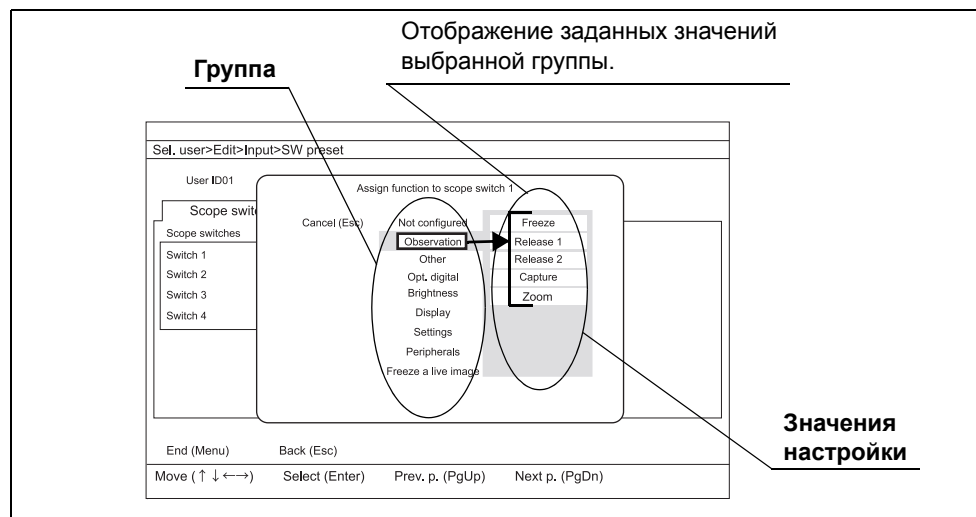 Отображение заданных значений
выбранной группы.
Группа
Sel. user>Edit>Input>SW preset
User ID01
Assign function to scope switch 1
Scope swit
Cancel (Esc)
Not configured
Freeze
Scope switches
Observation
Release 1
Switch 1
Other
Release 2
Switch 2
Opt. digital
Capture
Switch 3
Brightness
Zoom
Switch 4
Display
Settings
Peripherals
Freeze a live image
Значения
настройки
End (Menu) Back (Esc)
Move (↑↓←→) Select (Enter) Prev. p. (PgUp) Next p. (PgDn)